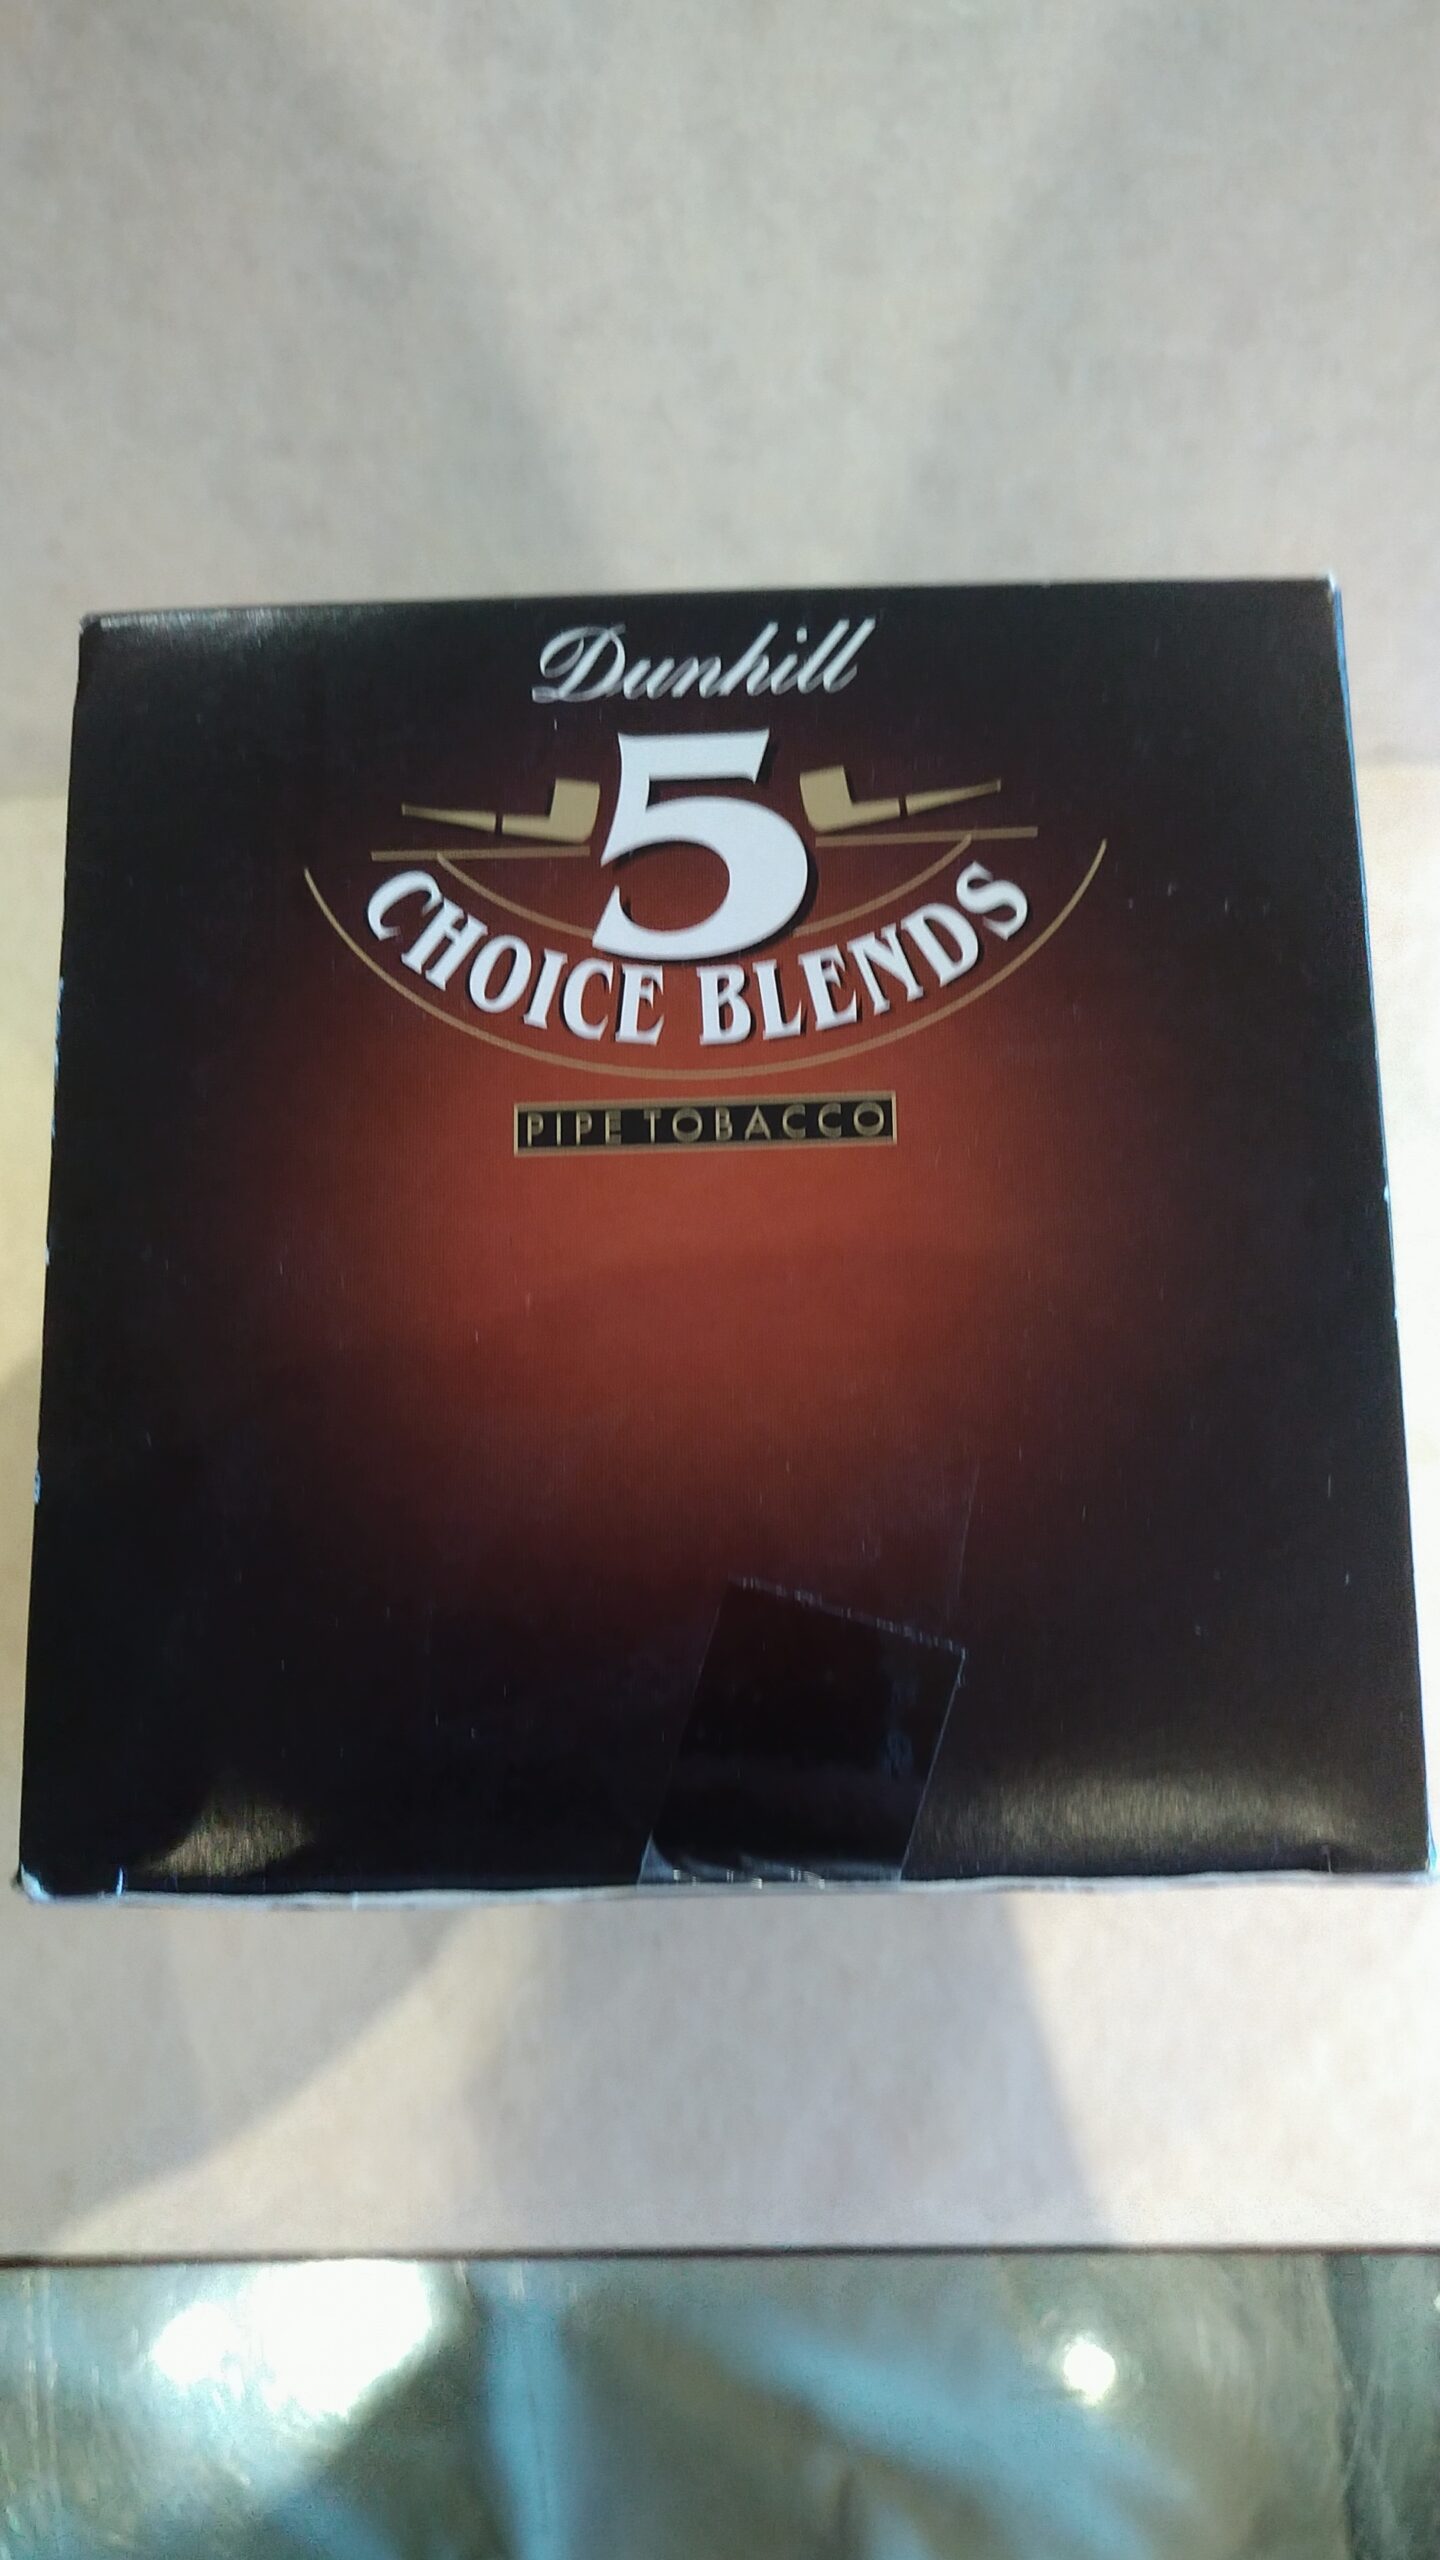 Dunhill
5
CHOICE BLENDS
PIPE TOBACCO